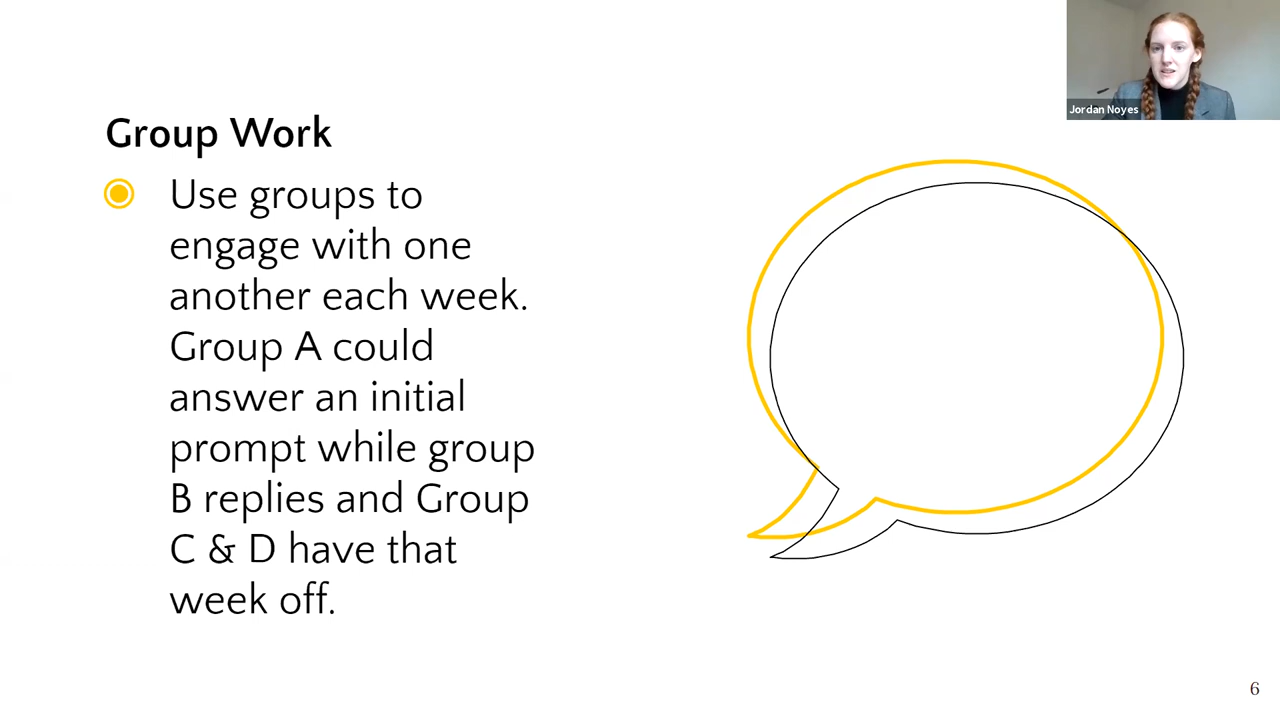 Jordan Noyes
Group Work
Use groups to
engage with one
another each week.
Group A could
answer an initial
prompt while group
B replies and Group
C & D have that
week off.
6